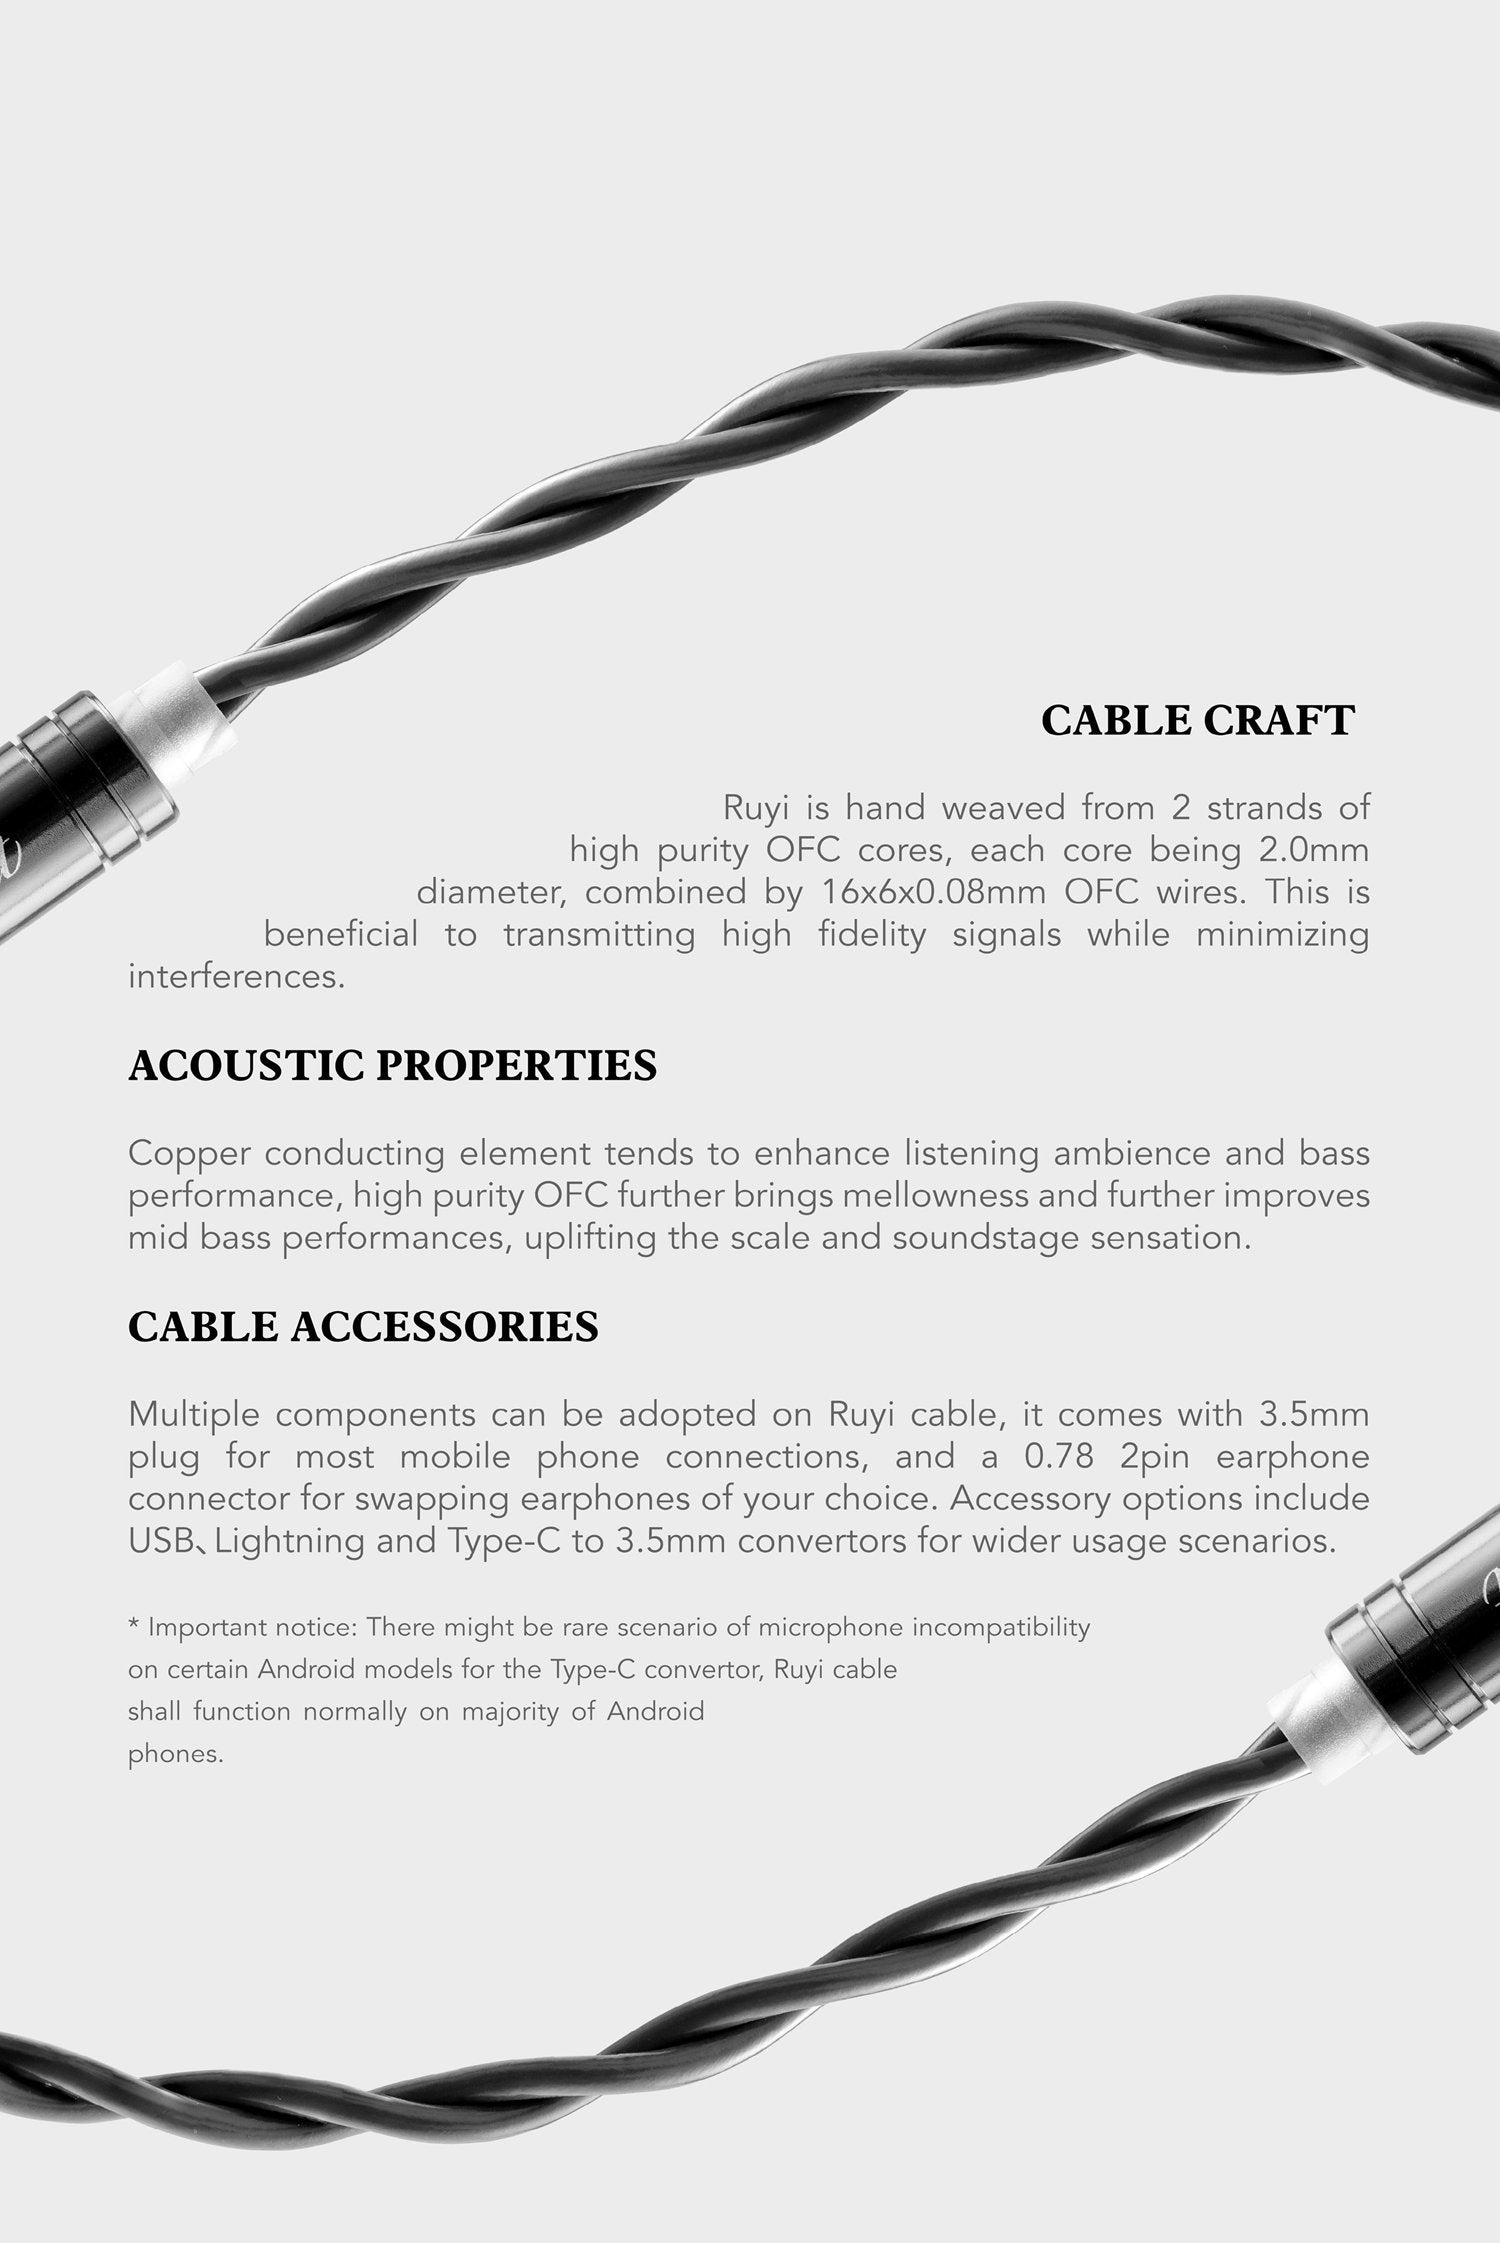 CABLE CRAFT
Ruyi is hand weaved from 2 strands of
high purity OFC cores, each core being 2.0mm
diameter, combined by 16x6x0.08mm OFC wires. This is
beneficial to transmitting high fidelity signals while minimizing
interferences.
ACOUSTIC PROPERTIES
Copper conducting element tends to enhance listening ambience and bass
performance, high purity OFC further brings mellowness and further improves
mid bass performances, uplifting the scale and soundstage sensation.
CABLE ACCESSORIES
Multiple components can be adopted on Ruyi cable, it comes with 3.5mm
plug for most mobile phone connections, and a 0.78 2pin earphone
connector for swapping earphones of your choice. Accessory options include
USB、Lightning and Type-C to 3.5mm convertors for wider usage scenarios.
* Important notice: There might be rare scenario of microphone incompatibility
on certain Android models for the Type-C convertor, Ruyi cable
shall function normally on majority of Android
phones.